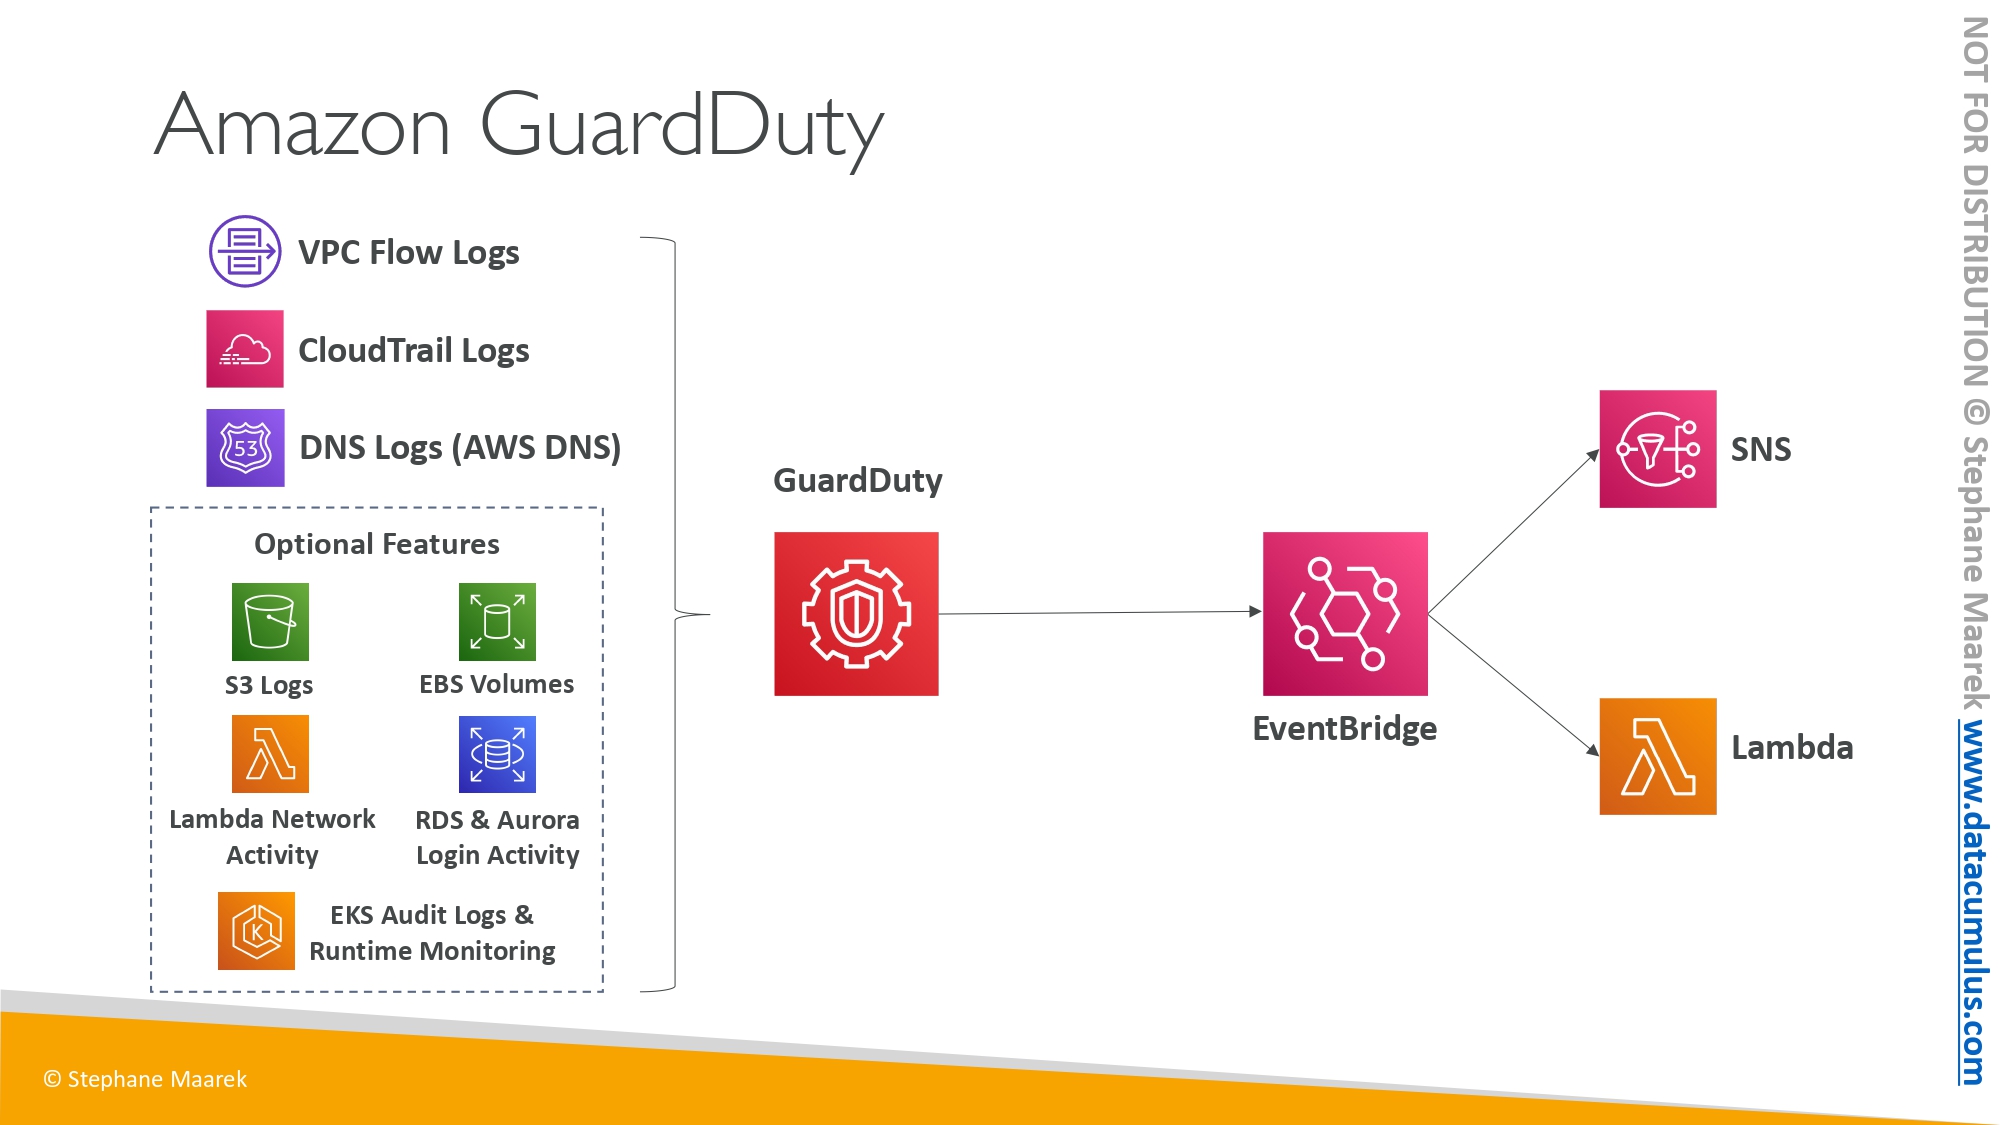 Amazon GuardDuty
VPC Flow Logs
CloudTrail Logs
53
DNS Logs (AWS DNS)
Optional Features
S3 Logs
EBS Volumes
Lambda Network
Activity
RDS & Aurora
Login Activity
K
EKS Audit Logs &
Runtime Monitoring
GuardDuty
EventBridge
SNS
Lambda
© Stephane Maarek
NOT FOR DISTRIBUTION © Stephane Maarek www.datacumulus.com